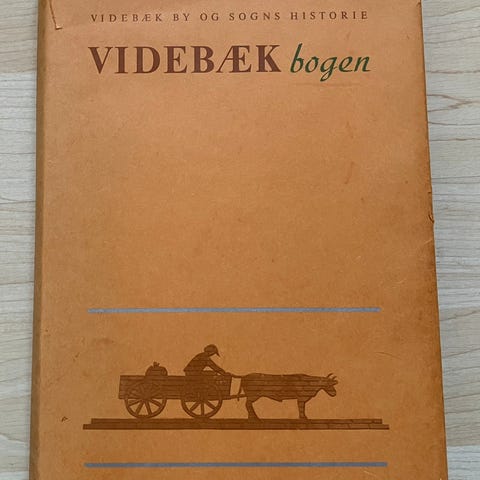 VIDEBÆK BY OG SOGNS HISTORIE
VIDEBÆK bogen